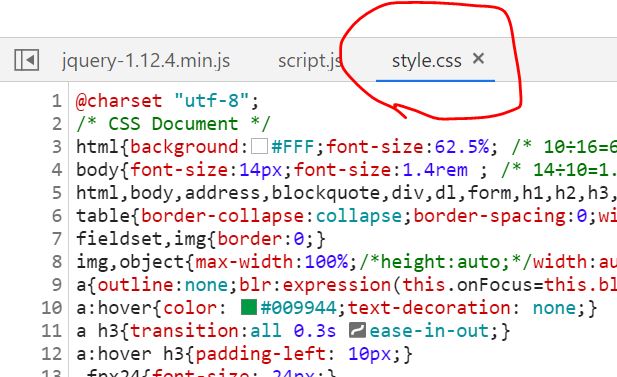 jquery-1.12.4.min.js script.js style.css ×
1 @charset "utf-8";
2 /* CSS Document */
3 html{background:#FFF;font-size:62.5%; /* 10÷16=6
4 body{font-size:14px;font-size:1.4rem ; /* 14÷10=1.
5 html,body,address,blockquote,div,dl,form,h1,h2,h3,
6 table{border-collapse:collapse;border-spacing:0;wi
7 fieldset,img{border:0;}
8 img,object{max-width:100%;/*height:auto;*/width:au
9 a{outline:none;blr:expression(this.onFocus=this.bl
10 a:hover{color: #009944;text-decoration: none;}
11 a h3{transition:all 0.3s ease-in-out;}
12 a:hover h3{padding-left: 10px;}
13 .fnx24{font-size: 24px;}